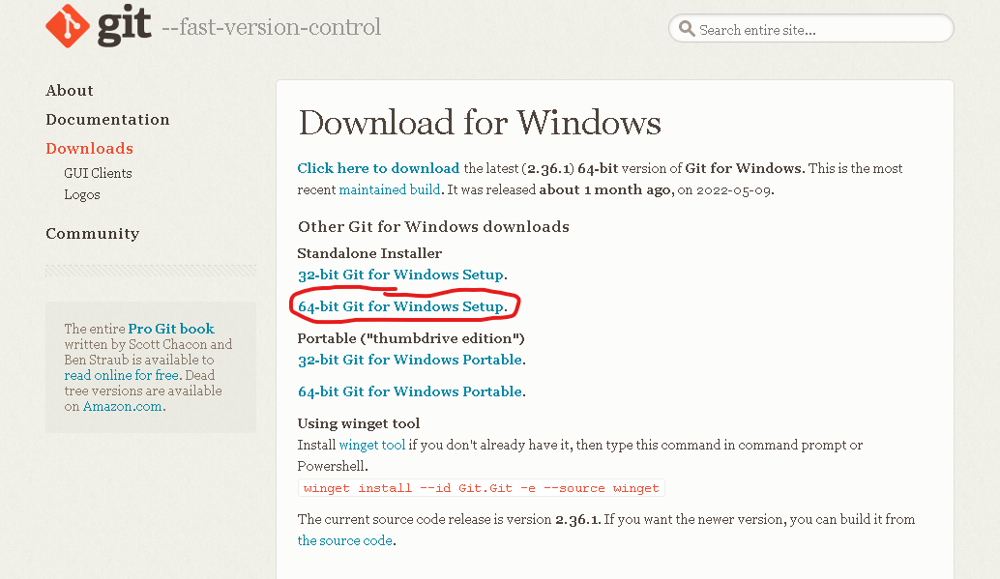 git --fast-version-control
Search entire site...
About
Documentation
Downloads
GUI Clients
Logos
Community
The entire Pro Git book
written by Scott Chacon and
Ben Straub is available to
read online for free. Dead
tree versions are available
on Amazon.com.
Download for Windows
Click here to download the latest (2.36.1) 64-bit version of Git for Windows. This is the most
recent maintained build. It was released about 1 month ago, on 2022-05-09.
Other Git for Windows downloads
Standalone Installer
32-bit Git for Windows Setup.
64-bit Git for Windows Setup.
Portable ("thumbdrive edition")
32-bit Git for Windows Portable.
64-bit Git for Windows Portable.
Using winget tool
Install winget tool if you don't already have it, then type this command in command prompt or
Powershell.
winget install --id Git.Git -e --source winget
The current source code release is version 2.36.1. If you want the newer version, you can build it from
the source code.